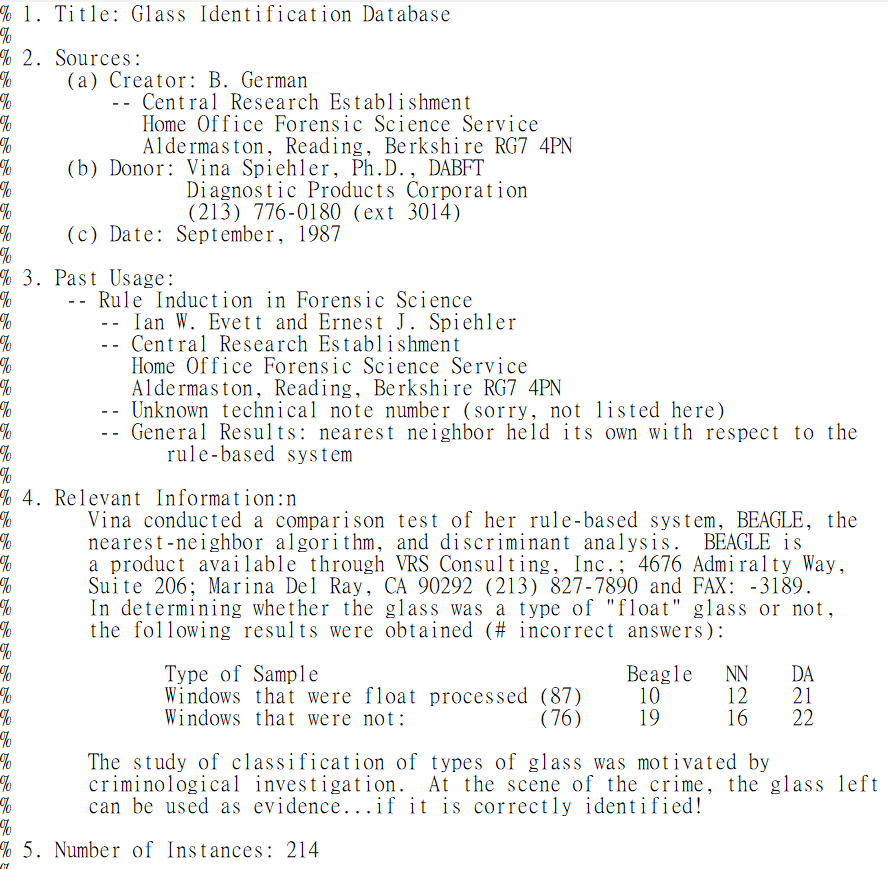 % 1. Title: Glass Identification Database
%
% 2. Sources:
%     (a) Creator: B. German
%         -- Central Research Establishment
%            Home Office Forensic Science Service
%            Aldermaston, Reading, Berkshire RG7 4PN
%     (b) Donor: Vina Spiehler, Ph.D., DABFT
%                Diagnostic Products Corporation
%                (213) 776-0180 (ext 3014)
%     (c) Date: September, 1987
%
% 3. Past Usage:
%     -- Rule Induction in Forensic Science
%        -- Ian W. Evett and Ernest J. Spiehler
%        -- Central Research Establishment
%           Home Office Forensic Science Service
%           Aldermaston, Reading, Berkshire RG7 4PN
%        -- Unknown technical note number (sorry, not listed here)
%        -- General Results: nearest neighbor held its own with respect to the
%              rule-based system
%
% 4. Relevant Information:n
%       Vina conducted a comparison test of her rule-based system, BEAGLE, the
%       nearest-neighbor algorithm, and discriminant analysis.  BEAGLE is
%       a product available through VRS Consulting, Inc.; 4676 Admiralty Way,
%       Suite 206; Marina Del Ray, CA 90292 (213) 827-7890 and FAX: -3189.
%       In determining whether the glass was a type of "float" glass or not,
%       the following results were obtained (# incorrect answers):
%
%              Type of Sample                            Beagle   NN    DA
%              Windows that were float processed (87)     10      12    21
%              Windows that were not:            (76)     19      16    22
%
%       The study of classification of types of glass was motivated by
%       criminological investigation.  At the scene of the crime, the glass left
%       can be used as evidence...if it is correctly identified!
%
% 5. Number of Instances: 214